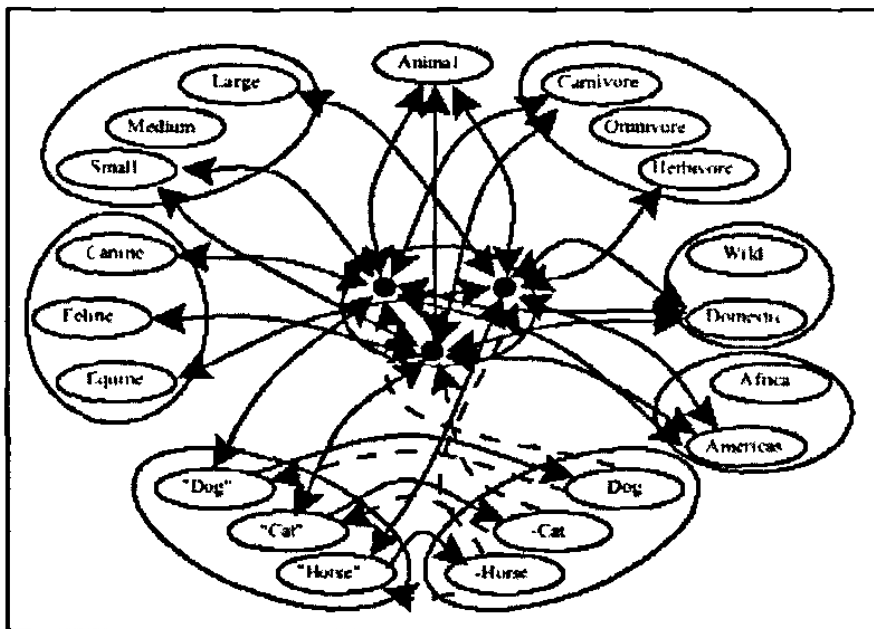 Animal
Large
Medium
Small
Carnivore
Omnivore
Herbivore
Canine
Feline
Equine
Wild
Domestic
Africa
Americas
"Dog"
"Cat"
"Horse"
Dog
-Cat
-Horse